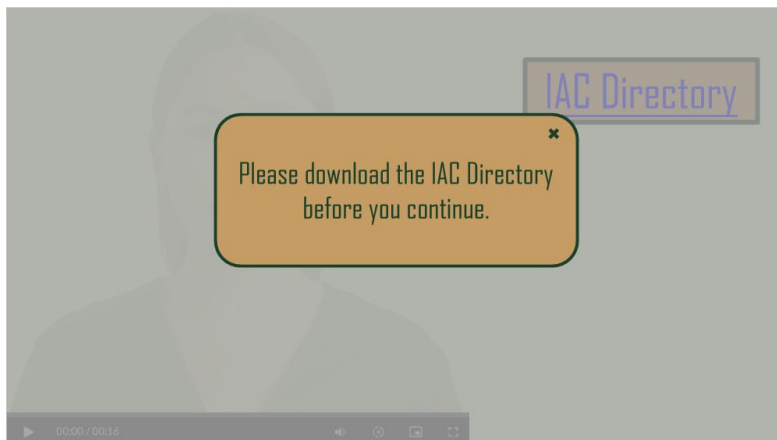 IAC Directory
Please download the IAC Directory
before you continue.
00:00 / 00:16